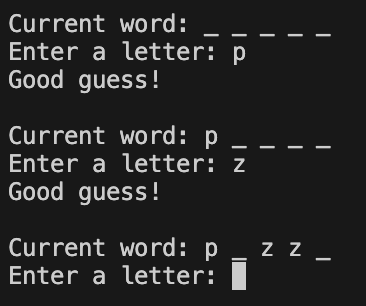 Current word: _ _ _ _ _
Enter a letter: p
Good guess!
Current word: p _ _ _ _
Enter a letter: z
Good guess!
Current word: p _ z z _
Enter a letter: